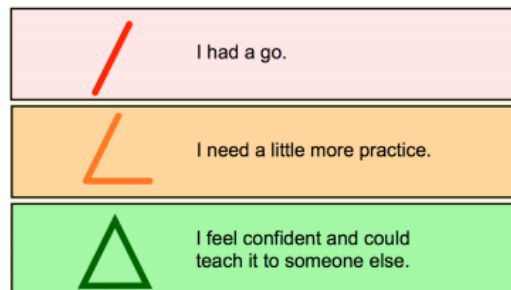 I had a go.
I need a little more practice.
I feel confident and could
teach it to someone else.